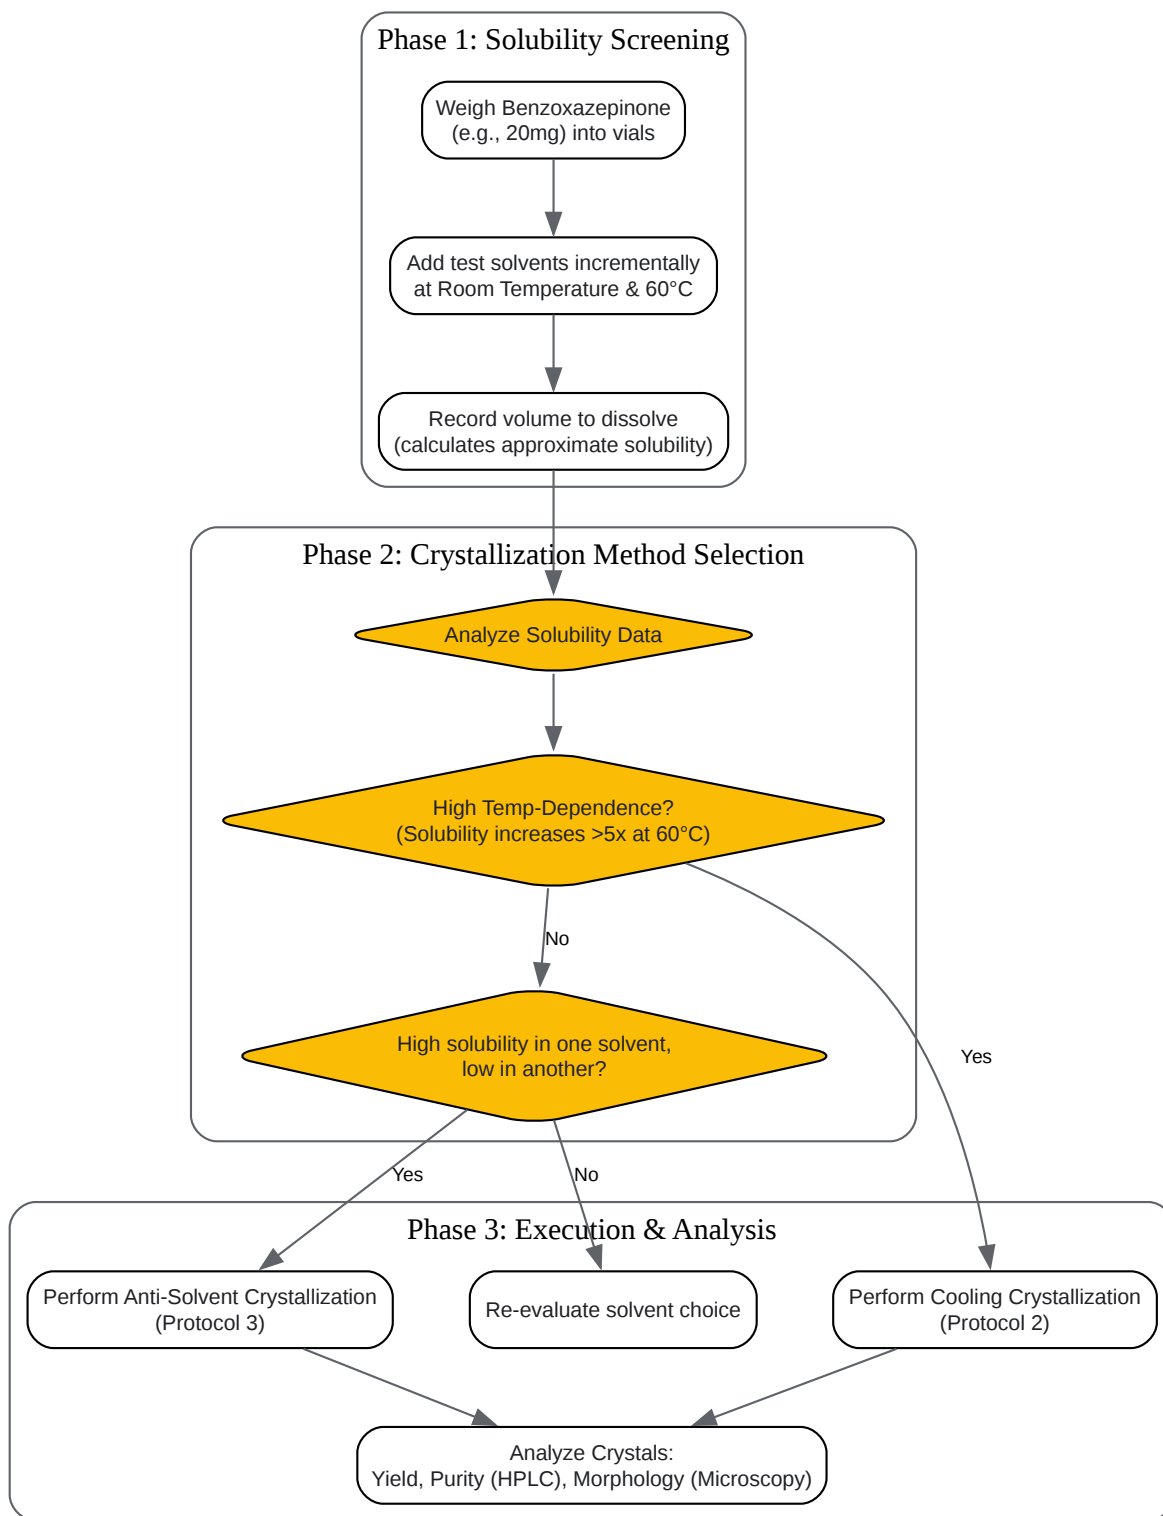 Phase 1: Solubility Screening
Weigh Benzoxazepinone
(e.g., 20mg) into vials
Add test solvents incrementally
at Room Temperature & 60°C
Record volume to dissolve
(calculates approximate solubility)
Phase 2: Crystallization Method Selection
Analyze Solubility Data
High Temp-Dependence?
(Solubility increases >5x at 60°C)
No
High solubility in one solvent,
low in another?
Yes
Yes
No
Phase 3: Execution & Analysis
Perform Anti-Solvent Crystallization
(Protocol 3)
Re-evaluate solvent choice
Perform Cooling Crystallization
(Protocol 2)
Analyze Crystals:
Yield, Purity (HPLC), Morphology (Microscopy)